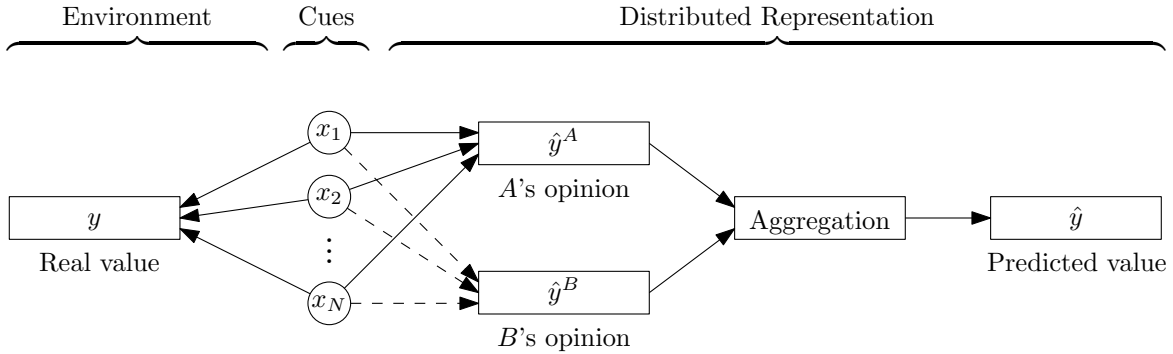 Environment
Cues
Distributed Representation
x_1
ŷ^A
A's opinion
x_2
y
Aggregation
ŷ
Real value
⋮
Predicted value
x_N
ŷ^B
B's opinion